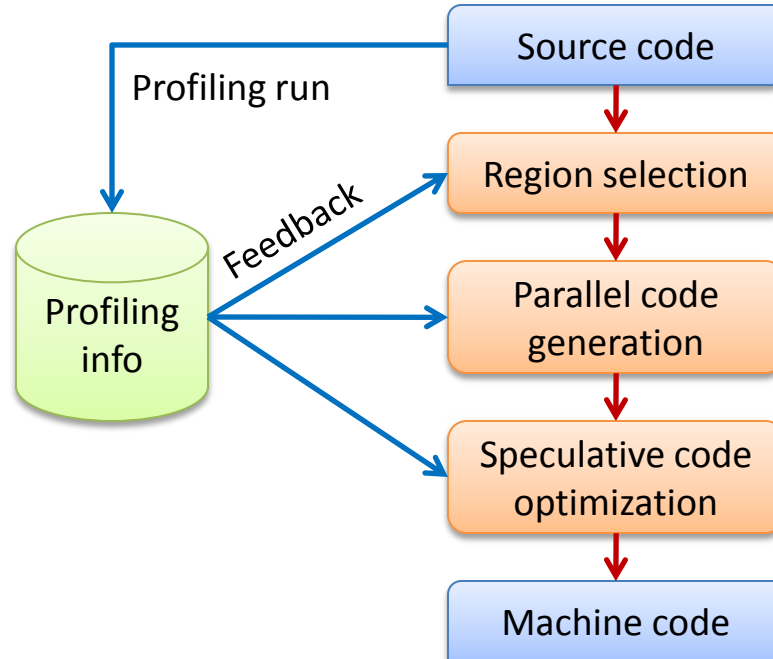 Source code
Profiling run
Region selection
Feedback
Profiling
info
Parallel code
generation
Speculative code
optimization
Machine code